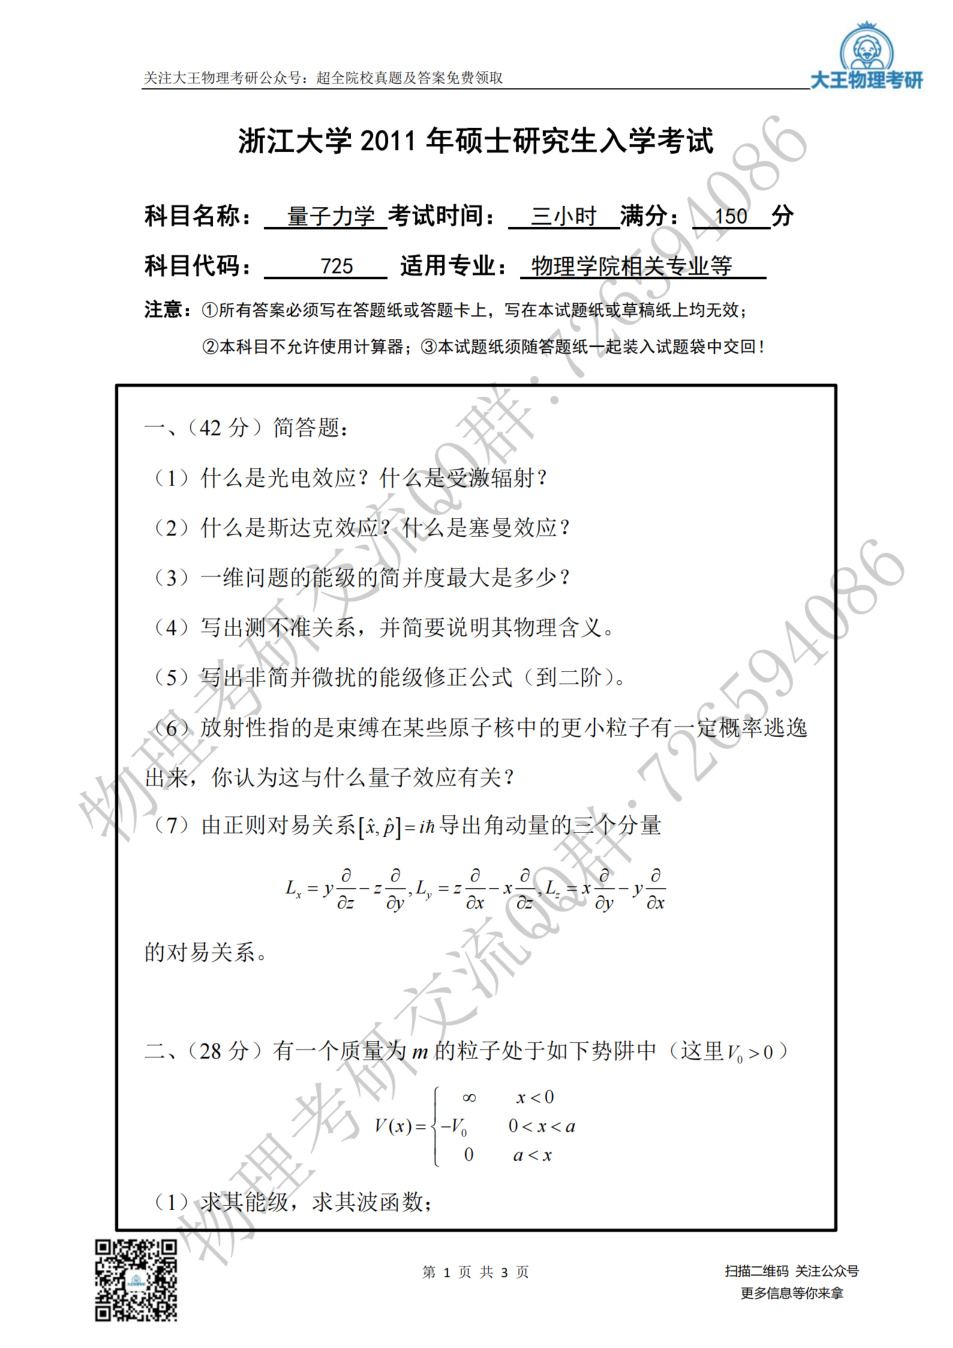 关注大王物理考研公众号：超全院校真题及答案免费领取
大王物理考研
浙江大学 2011 年硕士研究生入学考试
科目名称： 量子力学 考试时间： 三小时 满分： 150 分
科目代码： 725 适用专业： 物理学院相关专业等
注意：①所有答案必须写在答题纸或答题卡上，写在本试题纸或草稿纸上均无效；
②本科目不允许使用计算器；③本试题纸须随答题纸一起装入试题袋中交回！
一、（42 分）简答题：
（1）什么是光电效应？什么是受激辐射？
（2）什么是斯达克效应？什么是塞曼效应？
（3）一维问题的能级的简并度最大是多少？
（4）写出测不准关系，并简要说明其物理含义。
（5）写出非简并微扰的能级修正公式（到二阶）。
（6）放射性指的是束缚在某些原子核中的更小粒子有一定概率逃逸
出来，你认为这与什么量子效应有关？
（7）由正则对易关系[x̂, p̂] = iħ 导出角动量的三个分量
Lₓ = y ∂/∂z − z ∂/∂y , L_y = z ∂/∂x − x ∂/∂z , L_z = x ∂/∂y − y ∂/∂x
的对易关系。
二、（28 分）有一个质量为 m 的粒子处于如下势阱中（这里 V₀ > 0 ）
V(x) = { ∞ x < 0
−V₀ 0 < x < a
0 a < x
（1）求其能级，求其波函数；
第 1 页 共 3 页
扫描二维码 关注公众号
更多信息等你来拿
物理考研交流QQ群：726594086
物理考研交流QQ群：726594086